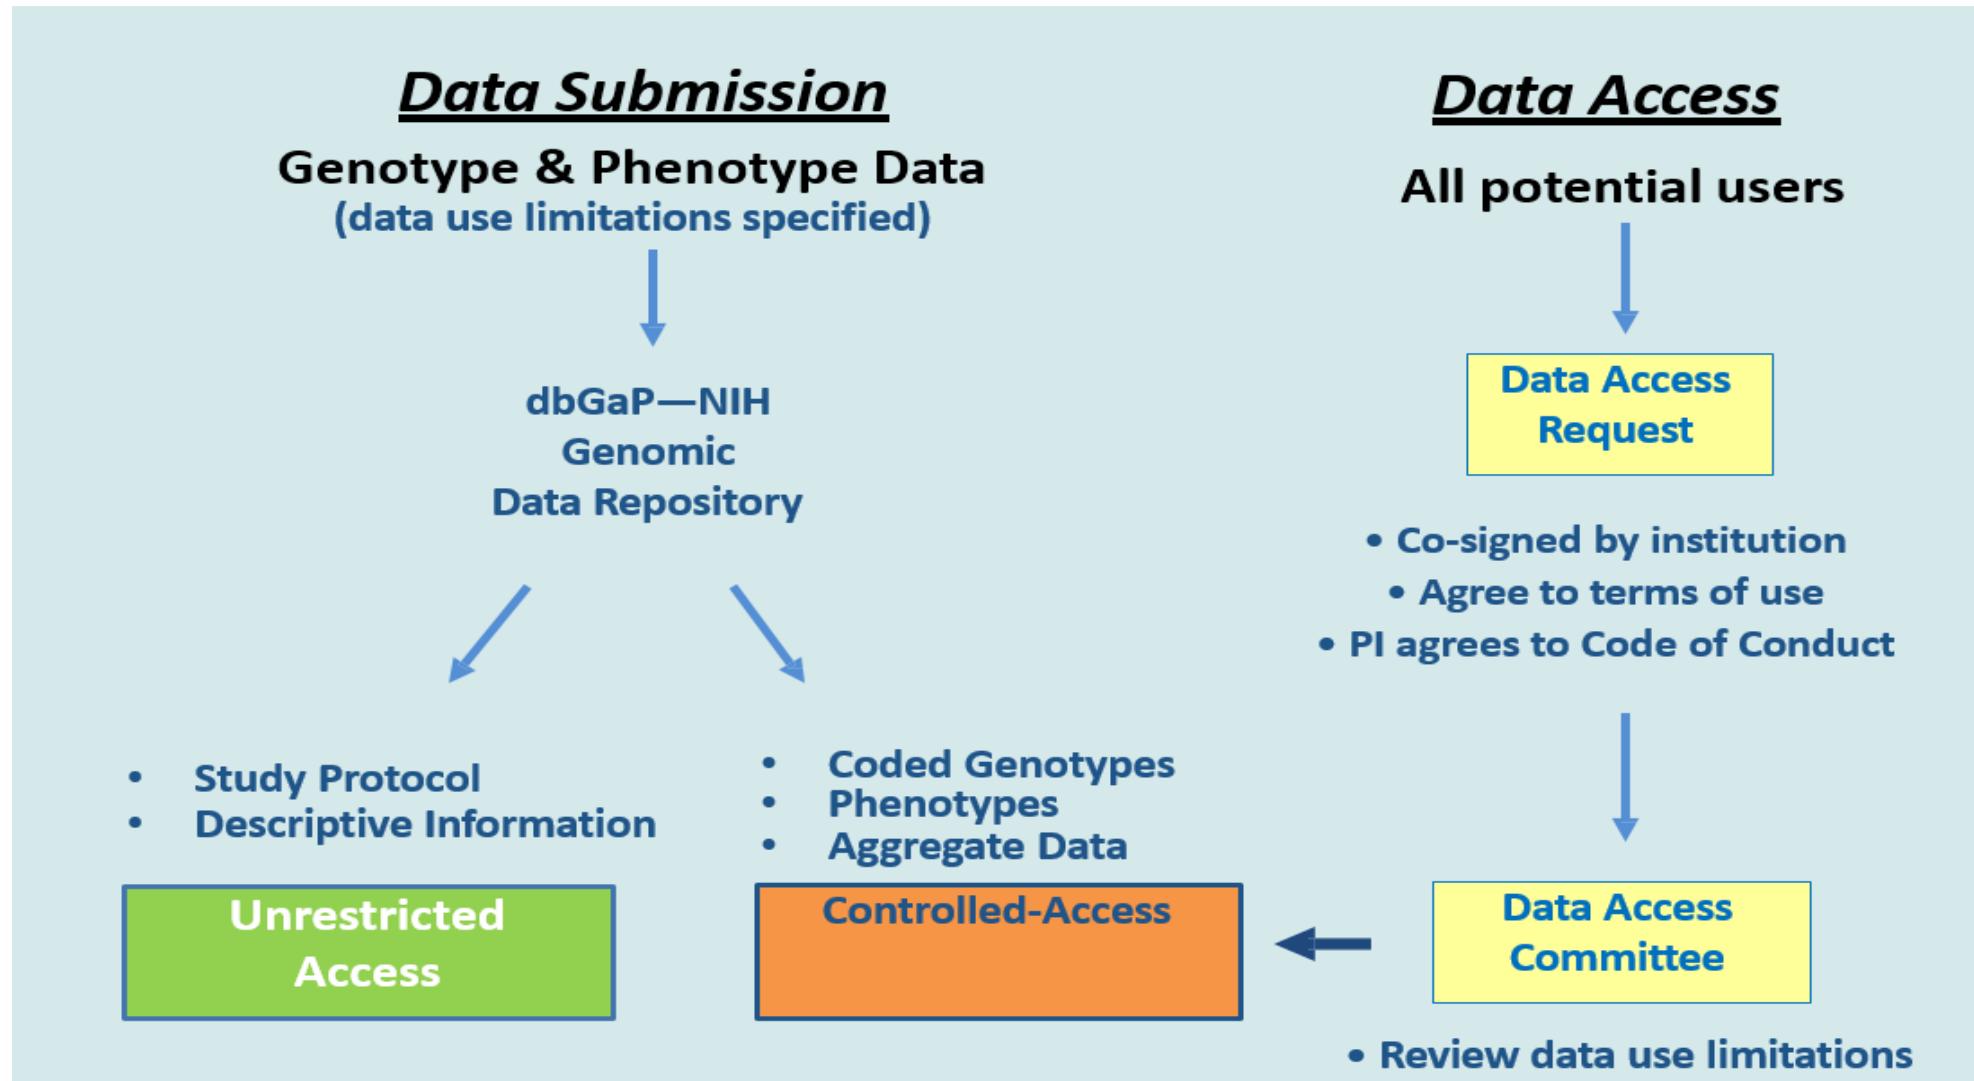 Data Submission
Genotype & Phenotype Data
(data use limitations specified)
dbGaP—NIH
Genomic
Data Repository
• Study Protocol
• Descriptive Information
Unrestricted
Access
• Coded Genotypes
• Phenotypes
• Aggregate Data
Controlled-Access
Data Access
All potential users
Data Access
Request
• Co-signed by institution
• Agree to terms of use
• PI agrees to Code of Conduct
Data Access
Committee
• Review data use limitations